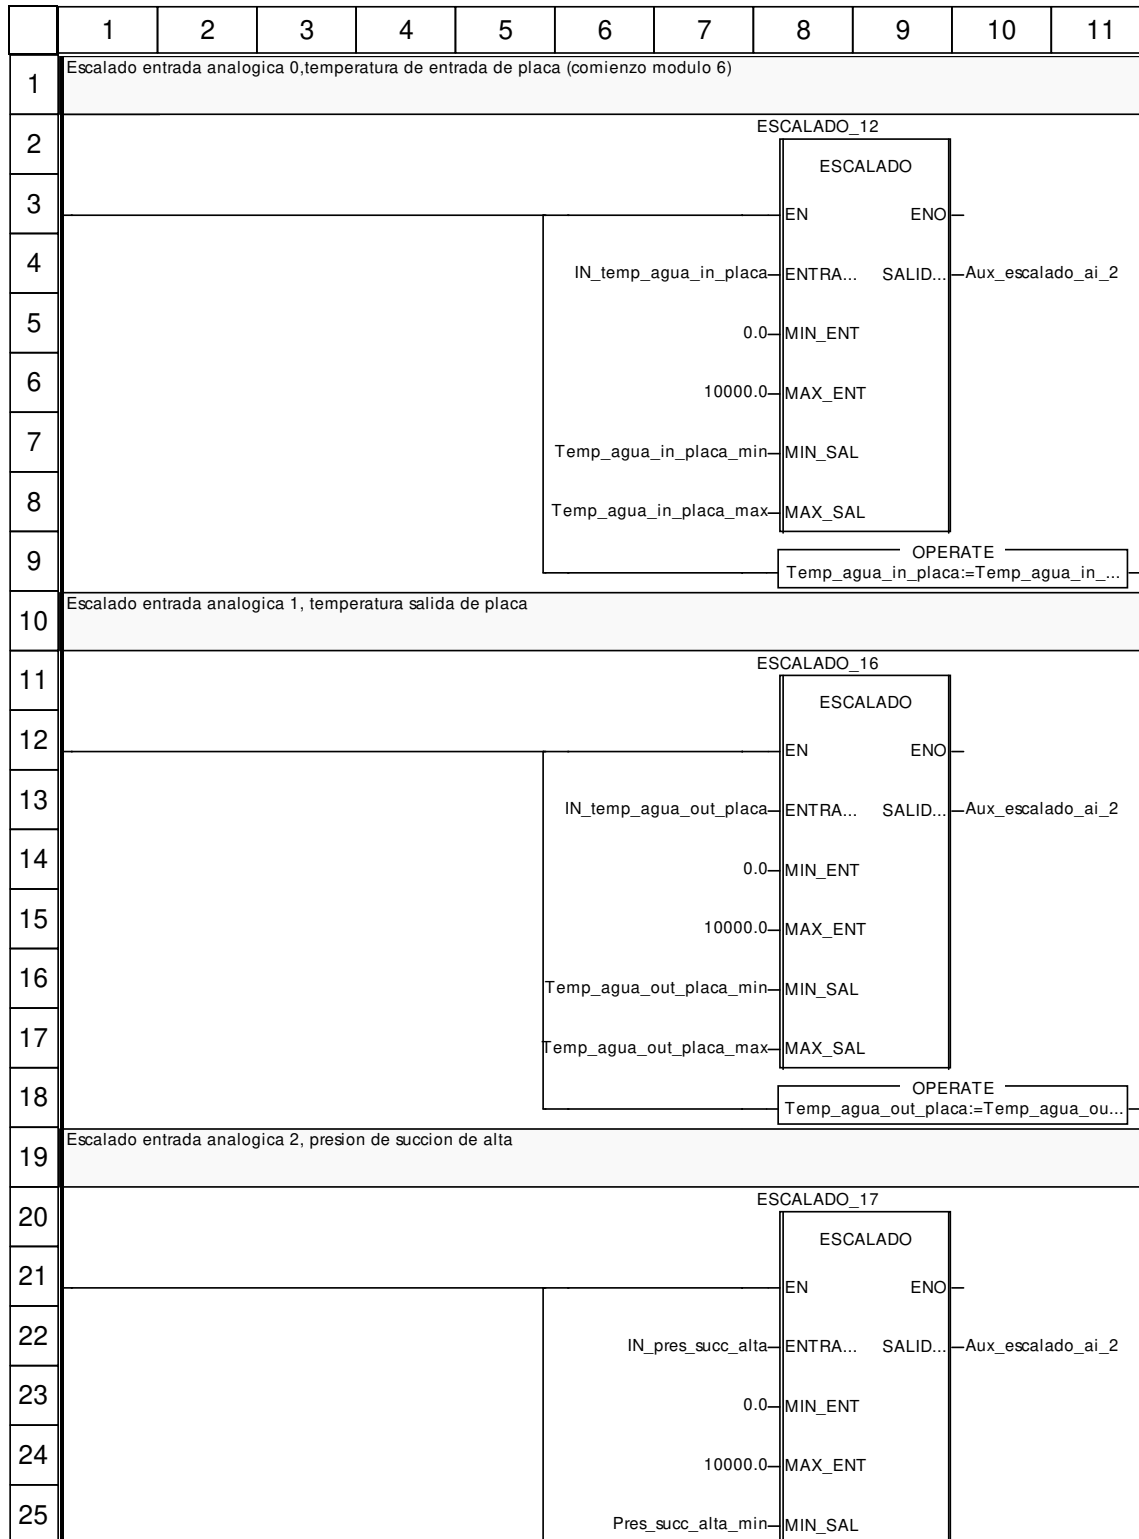 1 2 3 4 5 6 7 8 9 10 11
1 Escalado entrada analogica 0,temperatura de entrada de placa (comienzo modulo 6)
2 ESCALADO_12
ESCALADO
3 EN ENO
4 IN_temp_agua_in_placa ENTRA... SALID... Aux_escalado_ai_2
5 0.0 MIN_ENT
6 10000.0 MAX_ENT
7 Temp_agua_in_placa_min MIN_SAL
8 Temp_agua_in_placa_max MAX_SAL
9 OPERATE
Temp_agua_in_placa:=Temp_agua_in_...
10 Escalado entrada analogica 1, temperatura salida de placa
11 ESCALADO_16
ESCALADO
12 EN ENO
13 IN_temp_agua_out_placa ENTRA... SALID... Aux_escalado_ai_2
14 0.0 MIN_ENT
15 10000.0 MAX_ENT
16 Temp_agua_out_placa_min MIN_SAL
17 Temp_agua_out_placa_max MAX_SAL
18 OPERATE
Temp_agua_out_placa:=Temp_agua_ou...
19 Escalado entrada analogica 2, presion de succion de alta
20 ESCALADO_17
ESCALADO
21 EN ENO
22 IN_pres_succ_alta ENTRA... SALID... Aux_escalado_ai_2
23 0.0 MIN_ENT
24 10000.0 MAX_ENT
25 Pres_succ_alta_min MIN_SAL